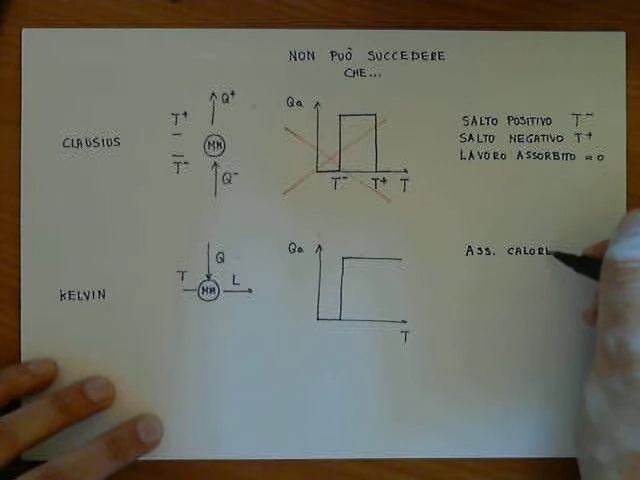 NON PUÒ SUCCEDERE
CHE...
CLAUSIUS
T⁺
T⁻
Q⁺
MM
Q⁻
Qa
T⁻ T⁺ T
SALTO POSITIVO T⁻
SALTO NEGATIVO T⁺
LAVORO ASSORBITO = 0
KELVIN
Q
T
MM
L
Qa
T
ASS. CALORE